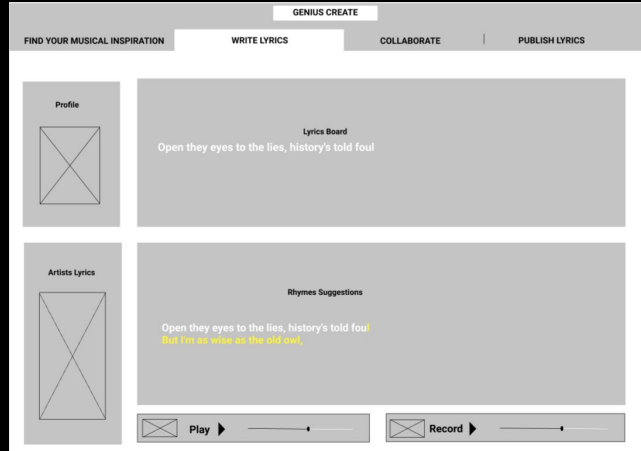 GENIUS CREATE
FIND YOUR MUSICAL INSPIRATION
WRITE LYRICS
COLLABORATE
PUBLISH LYRICS
Profile
Lyrics Board
Open they eyes to the lies, history's told foul
Artists Lyrics
Rhymes Suggestions
Open they eyes to the lies, history's told foul
But I'm as wise as the old owl,
Play
Record